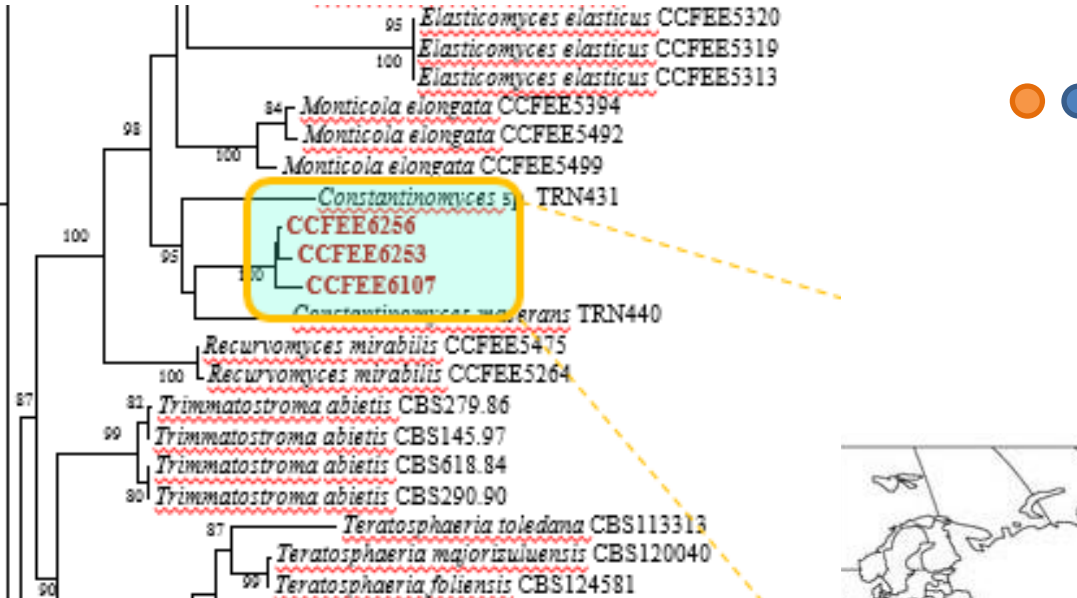 95
Elasticomyces elasticus CCFEE5320
Elasticomyces elasticus CCFEE5319
100
Elasticomyces elasticus CCFEE5313
84
Monticola elongata CCFEE5394
98
Monticola elongata CCFEE5492
100
Monticola elongata CCFEE5499
Constantinomyces sp. TRN431
CCFEE6256
100
95
CCFEE6253
100
CCFEE6107
Constantinomyces macerans TRN440
Recurvomyces mirabilis CCFEE5475
100
Recurvomyces mirabilis CCFEE5264
87
82
Trimmatostroma abietis CBS279.86
99
Trimmatostroma abietis CBS145.97
Trimmatostroma abietis CBS618.84
80
Trimmatostroma abietis CBS290.90
87
Teratosphaeria toledana CBS113313
Teratosphaeria majorizuluensis CBS120040
99
Teratosphaeria foliensis CBS124581
90